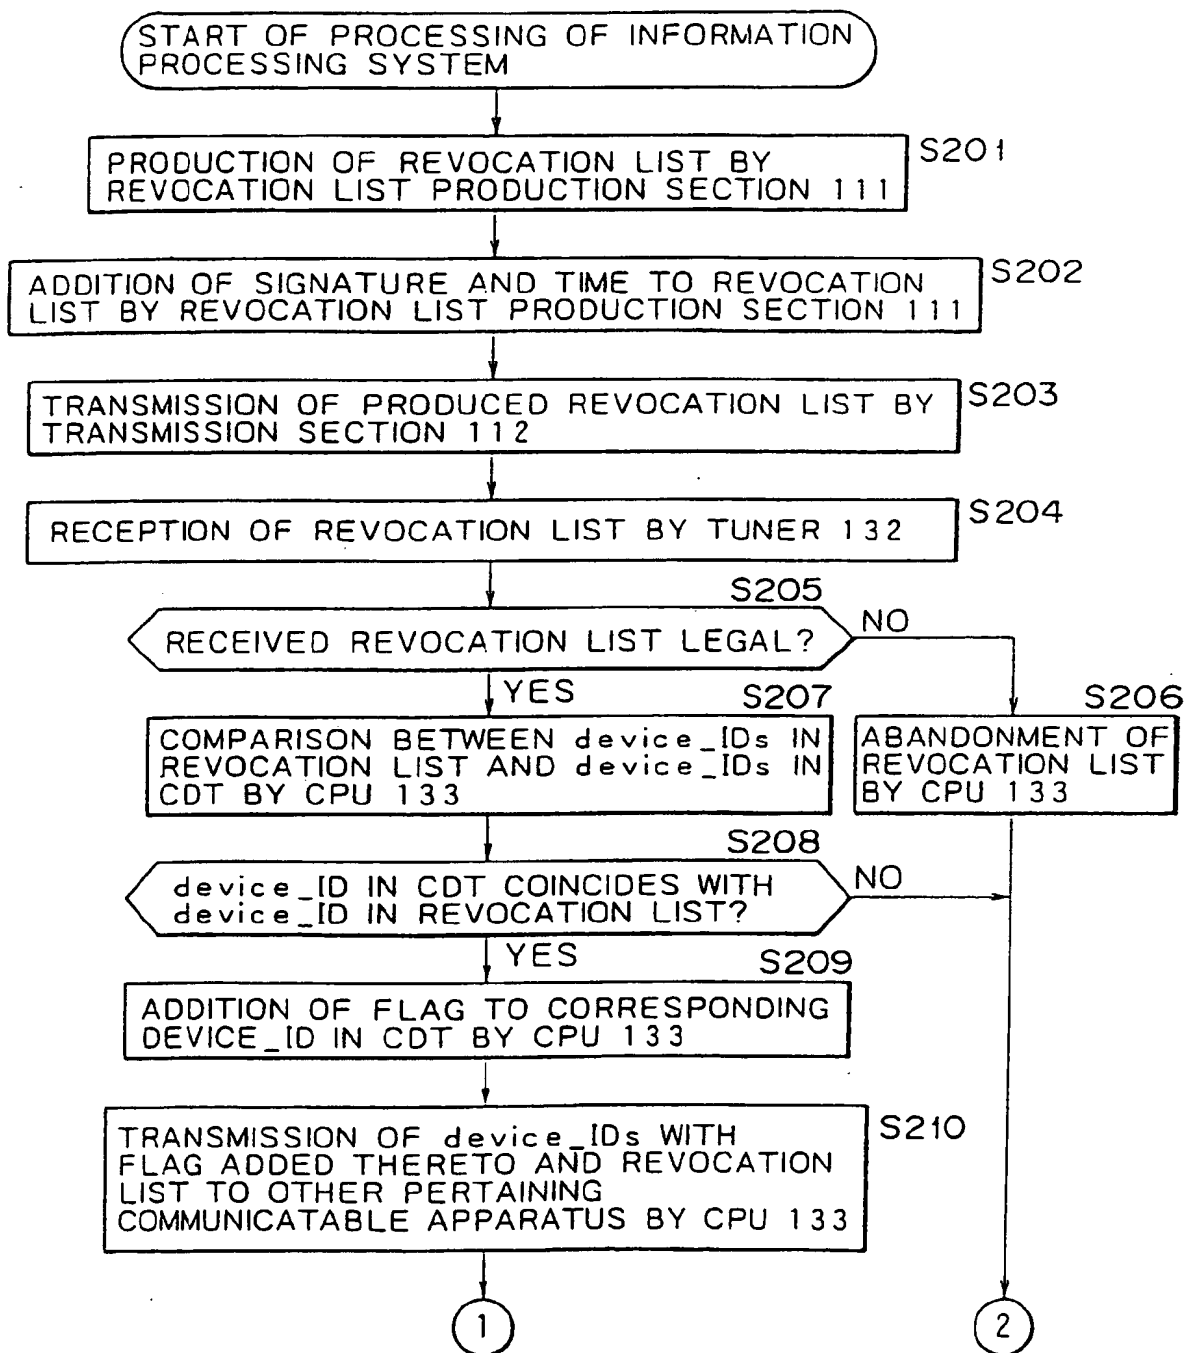 START OF PROCESSING OF INFORMATION
PROCESSING SYSTEM
S201
PRODUCTION OF REVOCATION LIST BY
REVOCATION LIST PRODUCTION SECTION 111
S202
ADDITION OF SIGNATURE AND TIME TO REVOCATION
LIST BY REVOCATION LIST PRODUCTION SECTION 111
S203
TRANSMISSION OF PRODUCED REVOCATION LIST BY
TRANSMISSION SECTION 112
S204
RECEPTION OF REVOCATION LIST BY TUNER 132
S205
RECEIVED REVOCATION LIST LEGAL?
NO
YES
S207
COMPARISON BETWEEN device_IDs IN
REVOCATION LIST AND device_IDs IN
CDT BY CPU 133
S206
ABANDONMENT OF
REVOCATION LIST
BY CPU 133
S208
device_ID IN CDT COINCIDES WITH
device_ID IN REVOCATION LIST?
NO
YES
S209
ADDITION OF FLAG TO CORRESPONDING
DEVICE_ID IN CDT BY CPU 133
S210
TRANSMISSION OF device_IDs WITH
FLAG ADDED THERETO AND REVOCATION
LIST TO OTHER PERTAINING
COMMUNICATABLE APPARATUS BY CPU 133
1
2